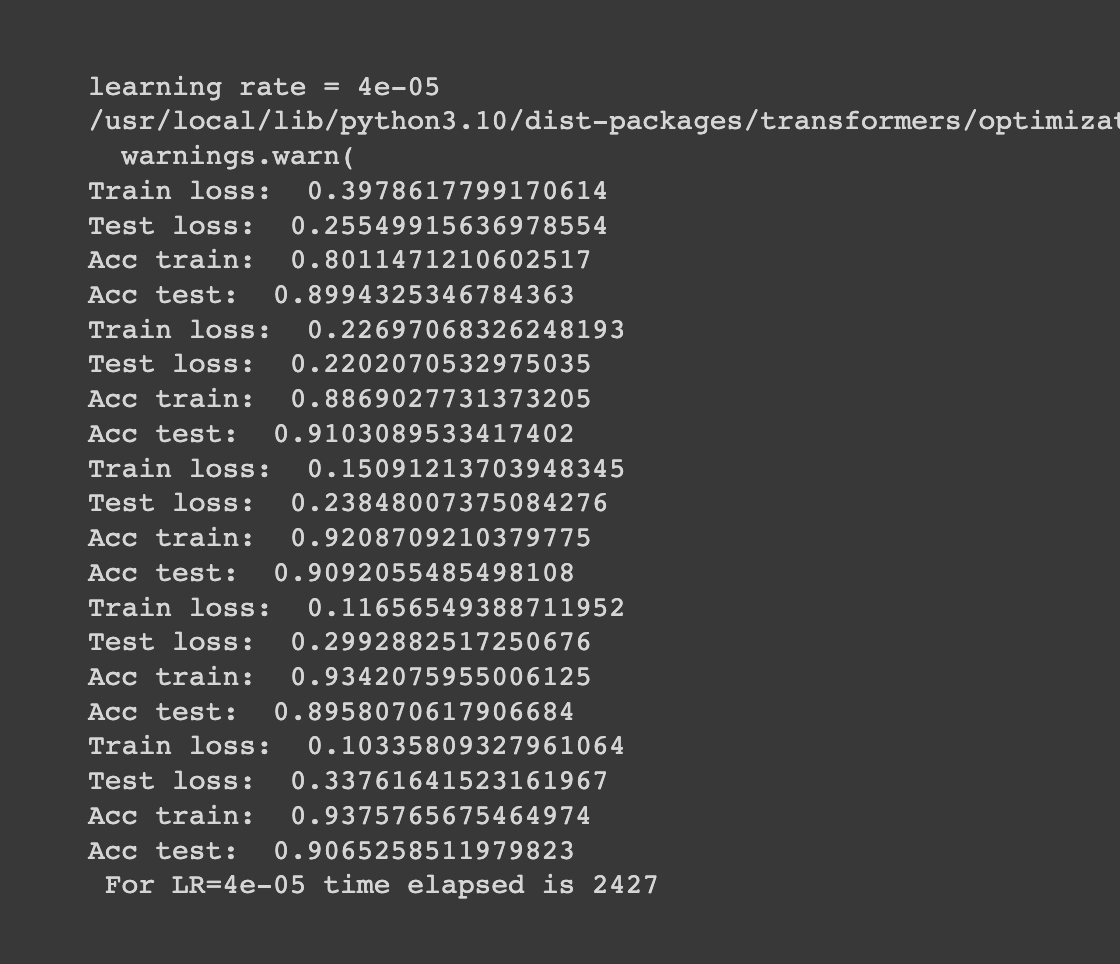 learning rate = 4e-05
/usr/local/lib/python3.10/dist-packages/transformers/optimizat
warnings.warn(
Train loss:  0.3978617799170614
Test loss:  0.25549915636978554
Acc train:  0.8011471210602517
Acc test:  0.8994325346784363
Train loss:  0.22697068326248193
Test loss:  0.2202070532975035
Acc train:  0.8869027731373205
Acc test:  0.9103089533417402
Train loss:  0.15091213703948345
Test loss:  0.23848007375084276
Acc train:  0.9208709210379775
Acc test:  0.9092055485498108
Train loss:  0.11656549388711952
Test loss:  0.2992882517250676
Acc train:  0.9342075955006125
Acc test:  0.8958070617906684
Train loss:  0.10335809327961064
Test loss:  0.33761641523161967
Acc train:  0.9375765675464974
Acc test:  0.9065258511979823
For LR=4e-05 time elapsed is 2427